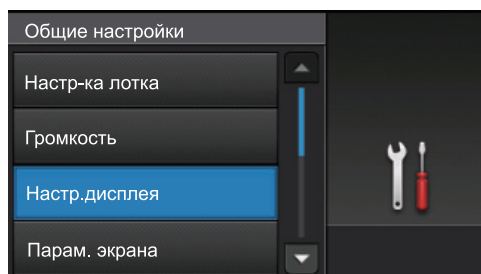 Общие настройки
Настр-ка лотка
Громкость
Настр.дисплея
Парам. экрана